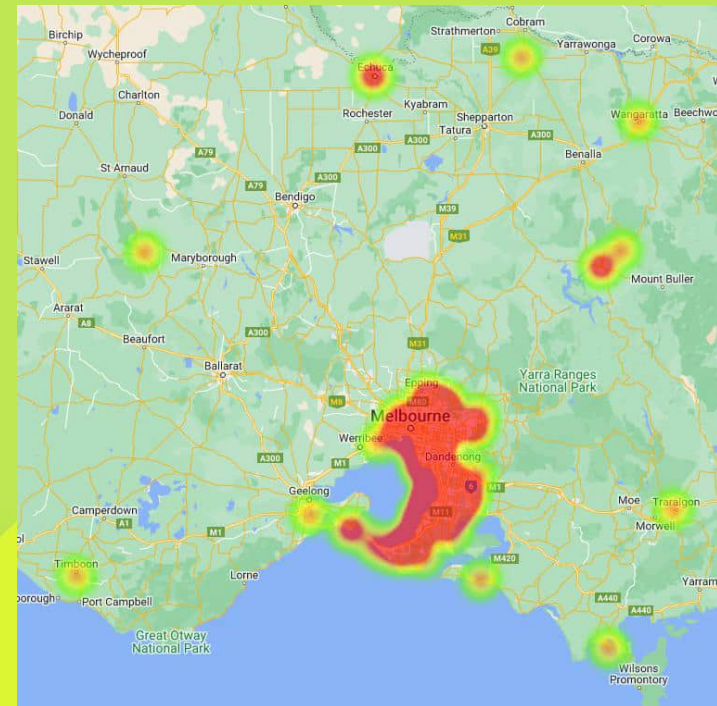 Cobram
Strathmerton
Birchip
Corowa
Yarrawonga
Wycheproof
A39
Echuca
Charlton
Kyabram
Rochester
Donald
Shepparton
Wangaratta
Beechwo
Tatura
A300
A300
A300
A79
Benalla
St Arnaud
A300
A79
Bendigo
M39
M31
Stawell
Maryborough
Mount Buller
Ararat
A8
A300
Beaufort
M31
Ballarat
Yarra Ranges
National Park
Epping
M8
M80
Melbourne
Werribee
Dandenong
A300
M1
M1
Geelong
Moe
Traralgon
Camperdown
A1
M11
Morwell
M1
M420
Timboon
Lorne
Yarram
borough
Port Campbell
A440
A440
Great Otway
National Park
Wilsons
Promontory